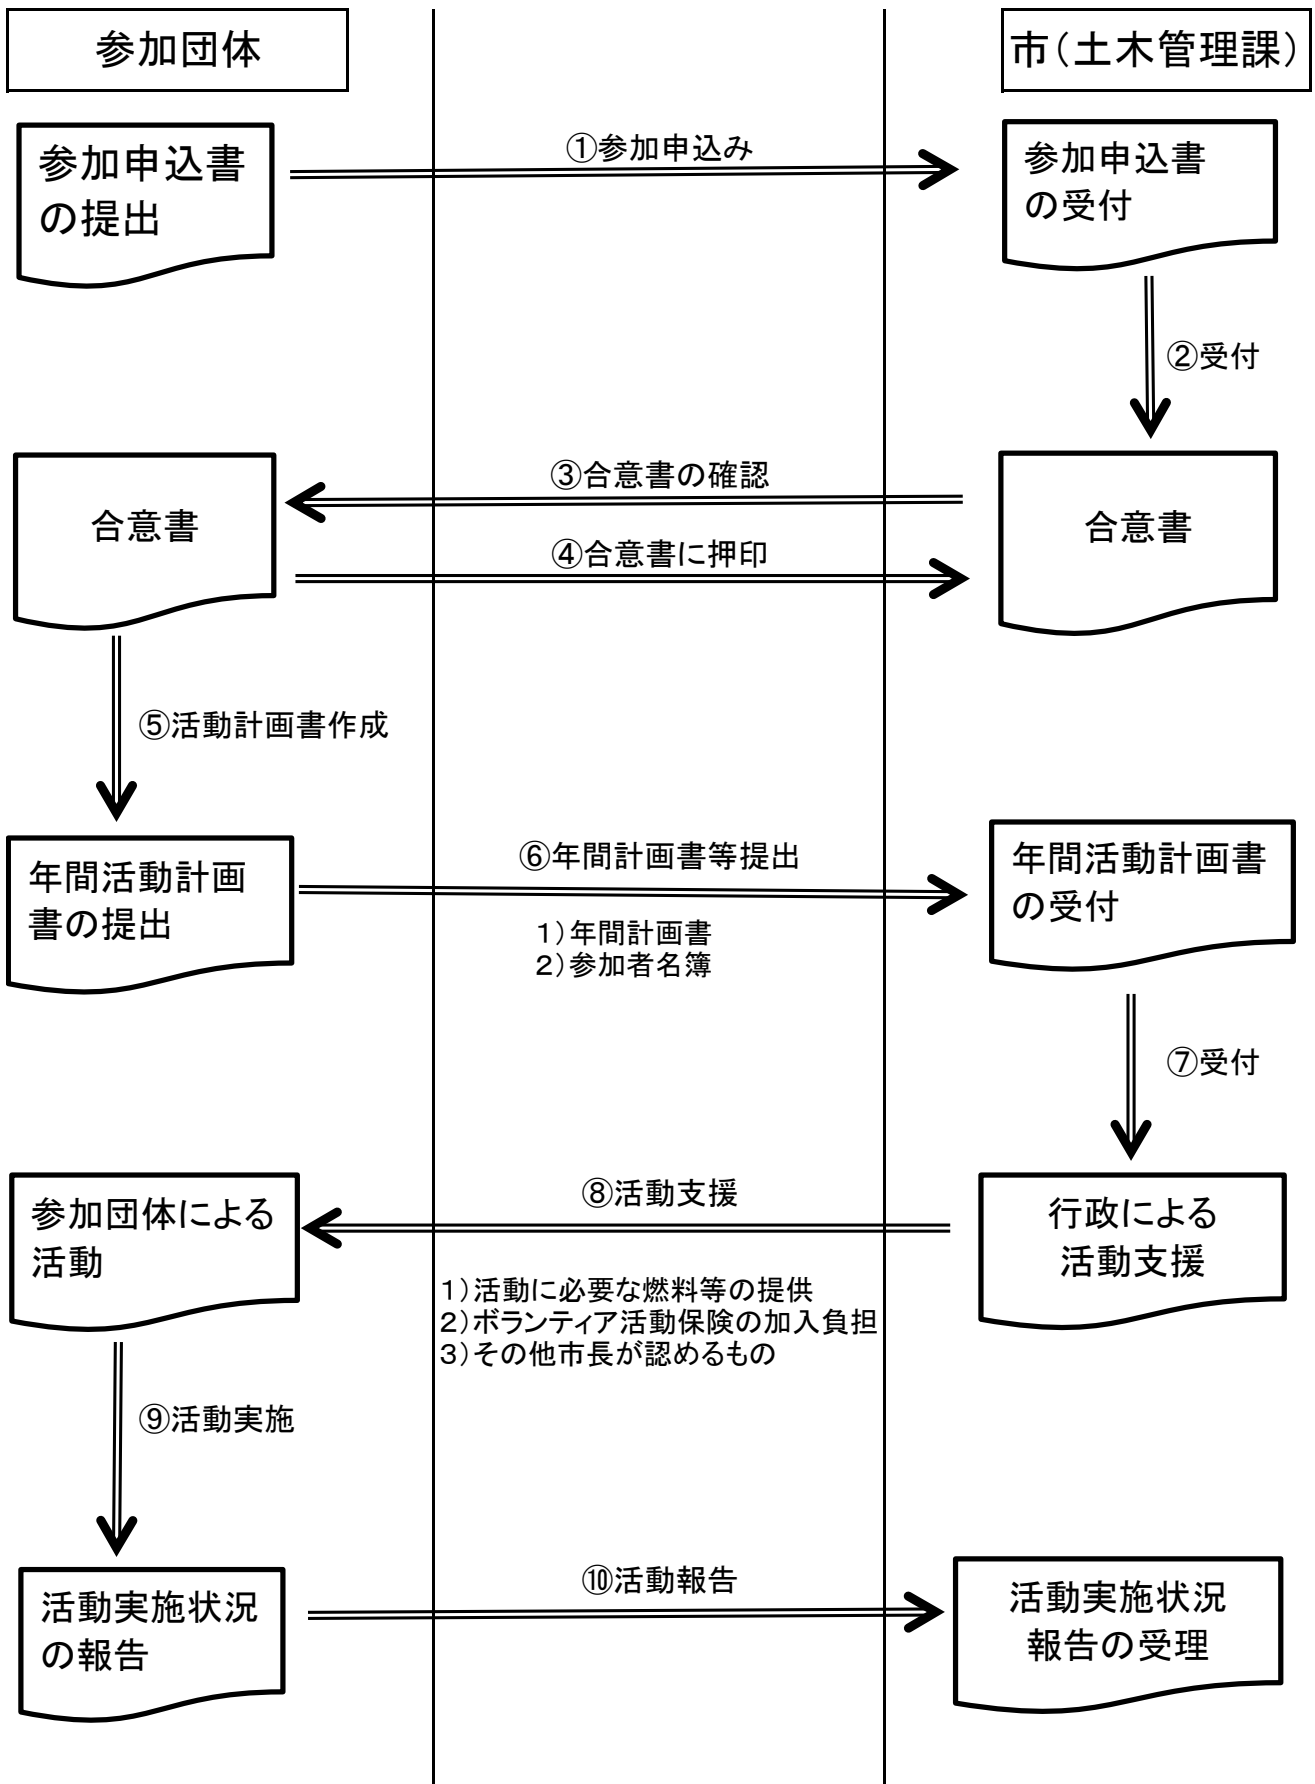 参加団体
市（土木管理課）
参加申込書
の提出
①参加申込み
参加申込書
の受付
②受付
合意書
③合意書の確認
④合意書に押印
合意書
⑤活動計画書作成
年間活動計画
書の提出
⑥年間計画書等提出
１）年間計画書
２）参加者名簿
年間活動計画書
の受付
⑦受付
参加団体による
活動
⑧活動支援
１）活動に必要な燃料等の提供
２）ボランティア活動保険の加入負担
３）その他市長が認めるもの
行政による
活動支援
⑨活動実施
活動実施状況
の報告
⑩活動報告
活動実施状況
報告の受理